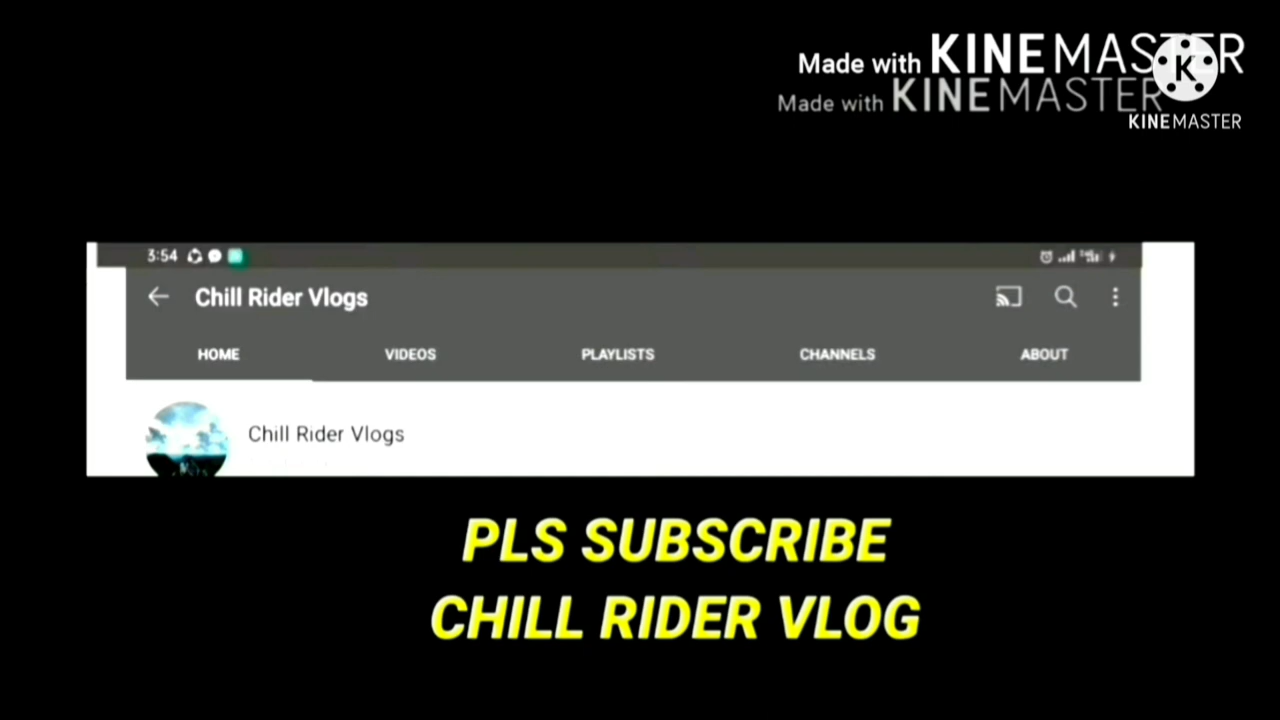 Made with KINEMASTER
Made with KINEMASTER
K
KINEMASTER
3:54
Chill Rider Vlogs
HOME VIDEOS PLAYLISTS CHANNELS ABOUT
Chill Rider Vlogs
PLS SUBSCRIBE
CHILL RIDER VLOG